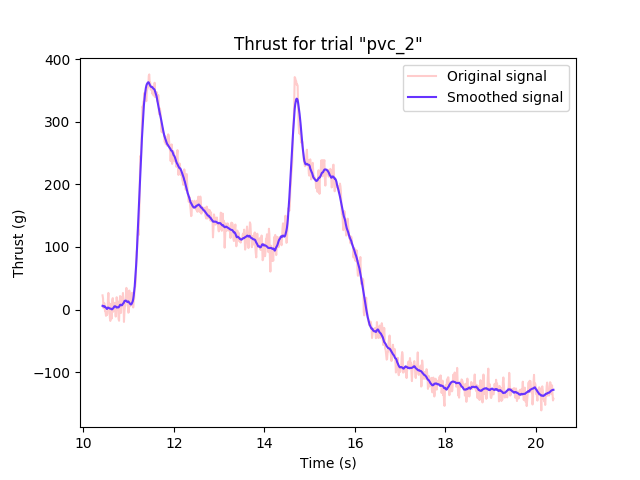 Thrust for trial "pvc_2"
Original signal
Smoothed signal
400
300
200
100
0
−100
Thrust (g)
10
12
14
16
18
20
Time (s)